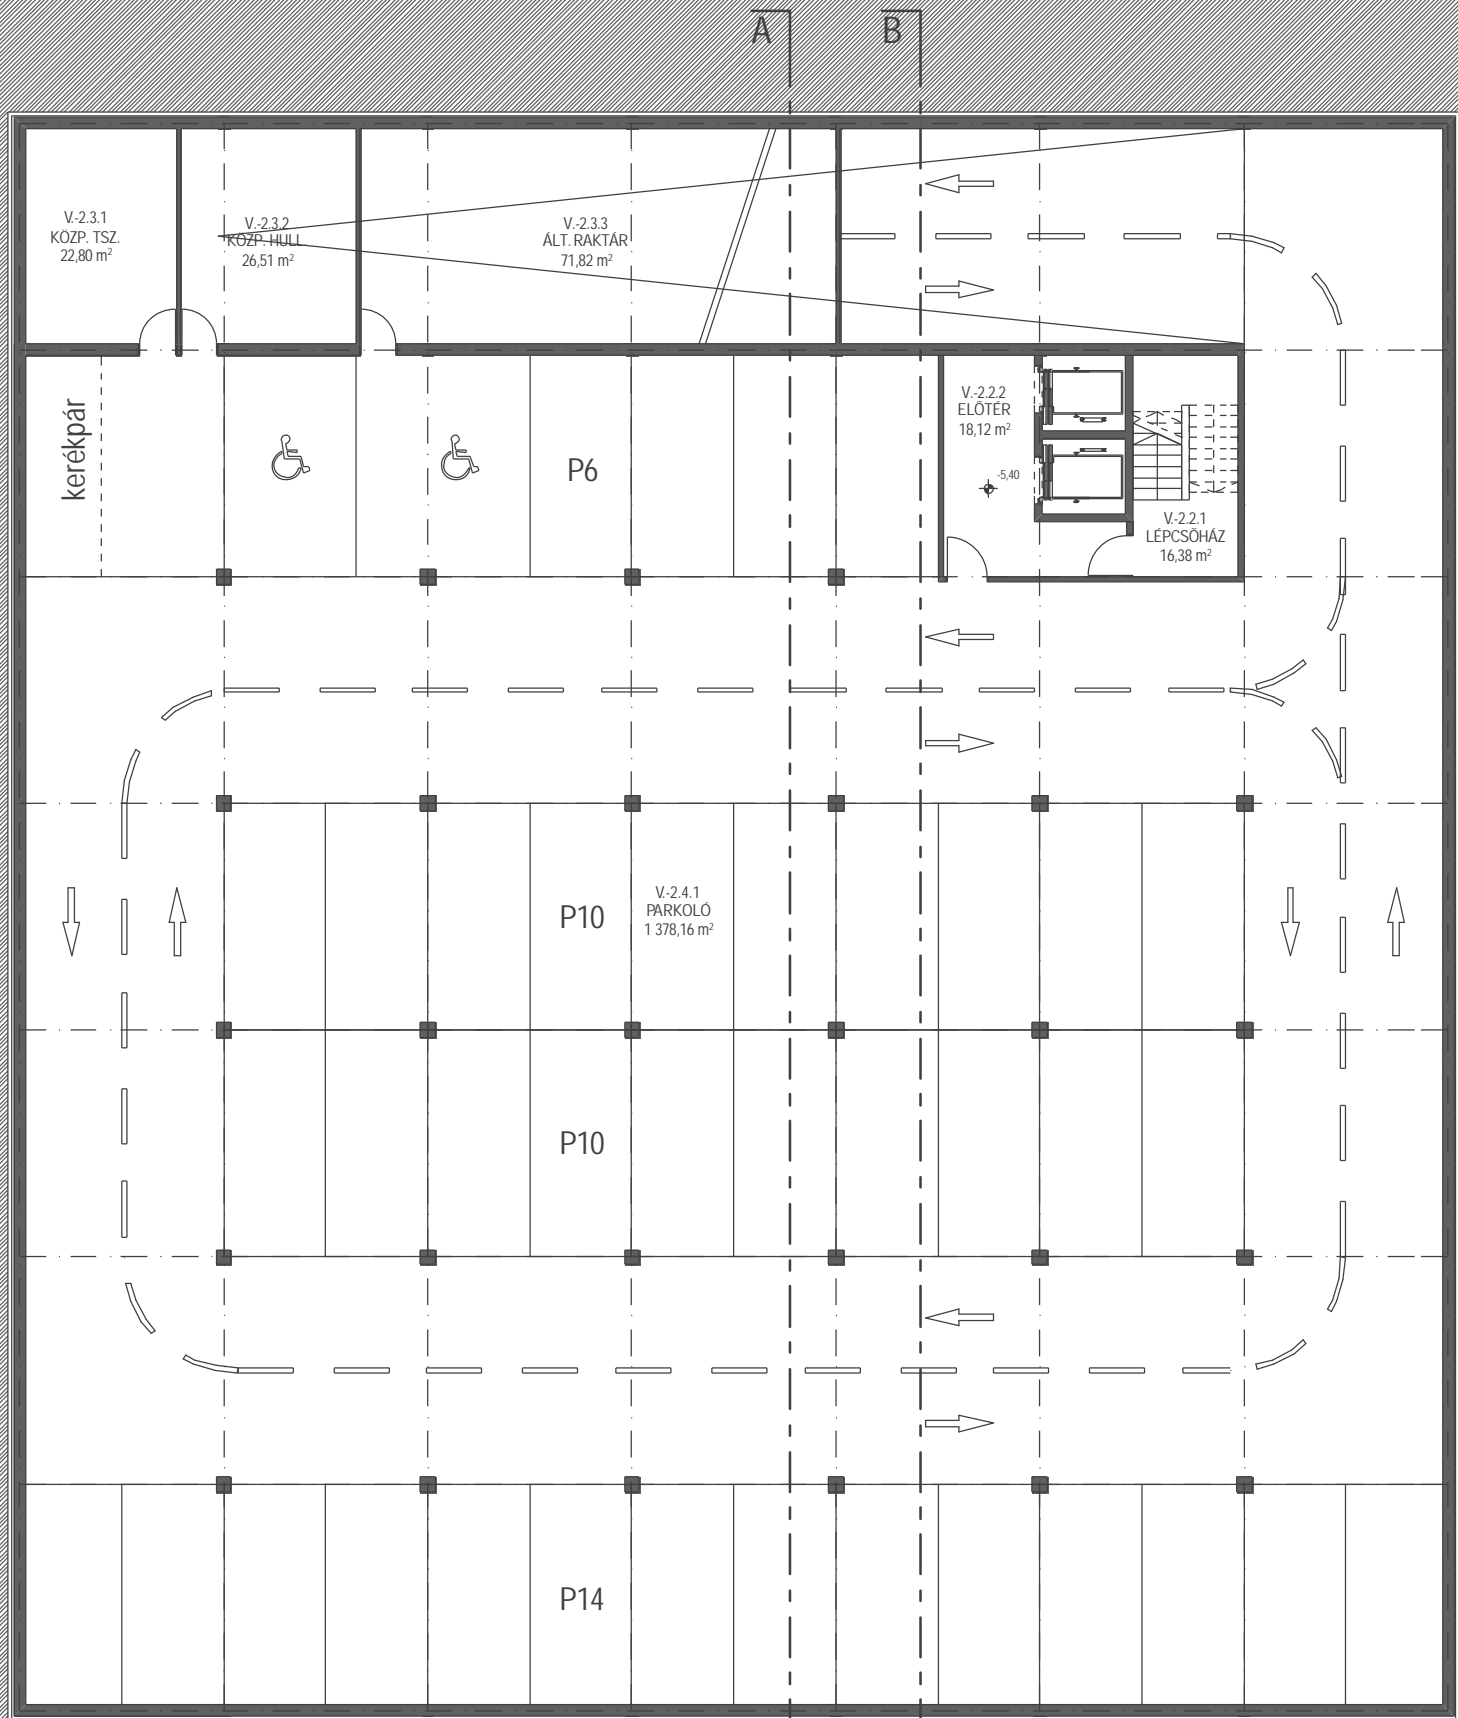 A
B
V.-2.3.1
KÖZP. TSZ.
22,80 m²
V.-2.3.2
KÖZP. HULL.
26,51 m²
V.-2.3.3
ÁLT. RAKTÁR
71,82 m²
kerékpár
P6
V.-2.2.2
ELŐTÉR
18,12 m²
-5,40
V.-2.2.1
LÉPCSŐHÁZ
16,38 m²
P10
V.-2.4.1
PARKOLÓ
1 378,16 m²
P10
P14